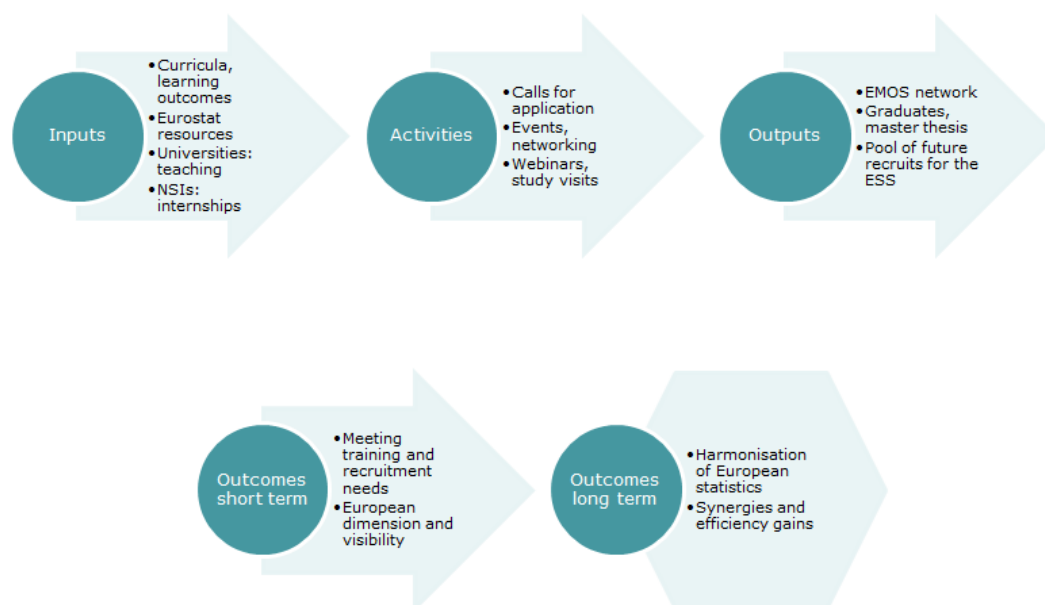 Inputs
•Curricula,
learning
outcomes
•Eurostat
resources
•Universities:
teaching
•NSIs:
internships
Activities
•Calls for
application
•Events,
networking
•Webinars,
study visits
Outputs
•EMOS network
•Graduates,
master thesis
•Pool of future
recruits for the
ESS
Outcomes
short term
•Meeting
training and
recruitment
needs
•European
dimension and
visibility
Outcomes
long term
•Harmonisation
of European
statistics
•Synergies and
efficiency gains